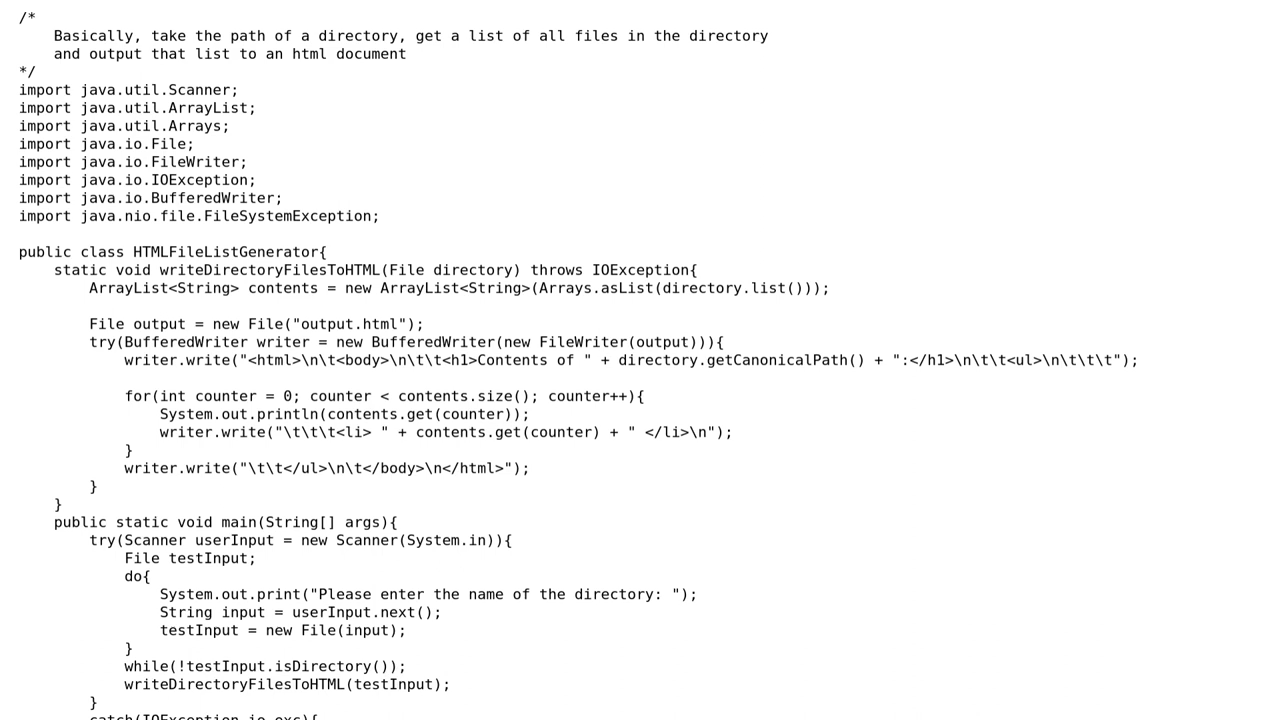 /*
    Basically, take the path of a directory, get a list of all files in the directory
    and output that list to an html document
*/
import java.util.Scanner;
import java.util.ArrayList;
import java.util.Arrays;
import java.io.File;
import java.io.FileWriter;
import java.io.IOException;
import java.io.BufferedWriter;
import java.nio.file.FileSystemException;

public class HTMLFileListGenerator{
    static void writeDirectoryFilesToHTML(File directory) throws IOException{
        ArrayList<String> contents = new ArrayList<String>(Arrays.asList(directory.list()));

        File output = new File("output.html");
        try(BufferedWriter writer = new BufferedWriter(new FileWriter(output))){
            writer.write("<html>\n\t<body>\n\t\t<h1>Contents of " + directory.getCanonicalPath() + ":</h1>\n\t\t<ul>\n\t\t\t");

            for(int counter = 0; counter < contents.size(); counter++){
                System.out.println(contents.get(counter));
                writer.write("\t\t\t<li> " + contents.get(counter) + " </li>\n");
            }
            writer.write("\t\t</ul>\n\t</body>\n</html>");
        }
    }
    public static void main(String[] args){
        try(Scanner userInput = new Scanner(System.in)){
            File testInput;
            do{
                System.out.print("Please enter the name of the directory: ");
                String input = userInput.next();
                testInput = new File(input);
            }
            while(!testInput.isDirectory());
            writeDirectoryFilesToHTML(testInput);
        }
        catch(IOException io_exc){